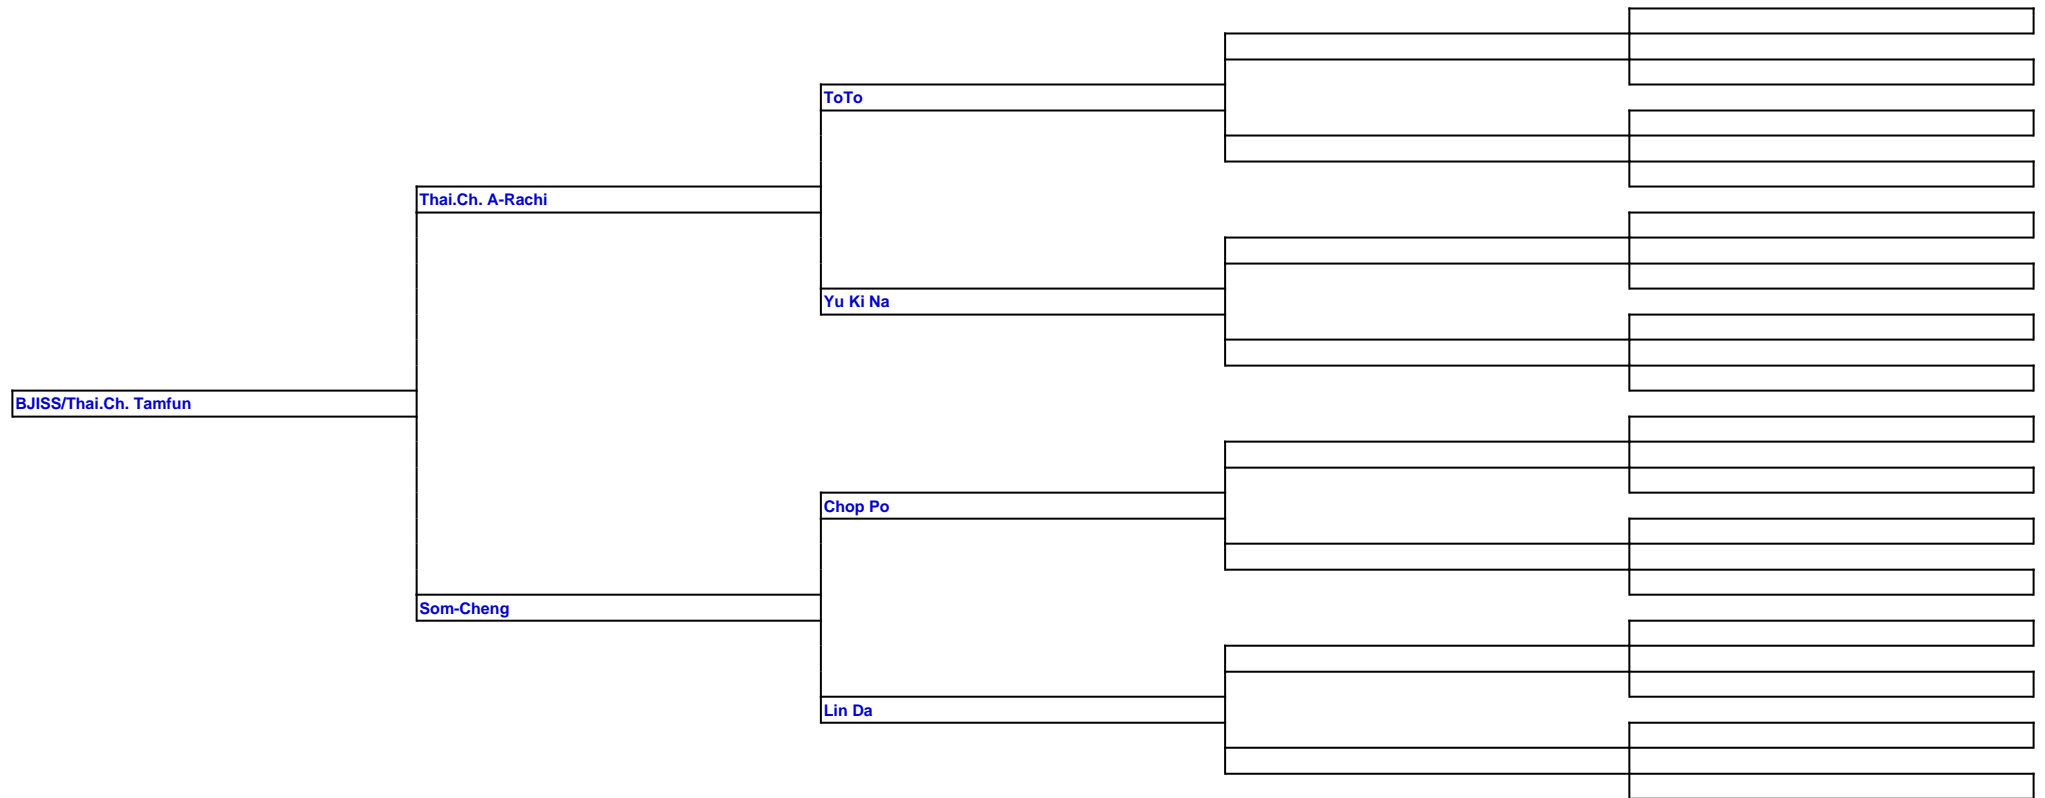 ToTo
Thai.Ch. A-Rachi
Yu Ki Na
BJISS/Thai.Ch. Tamfun
Chop Po
Som-Cheng
Lin Da